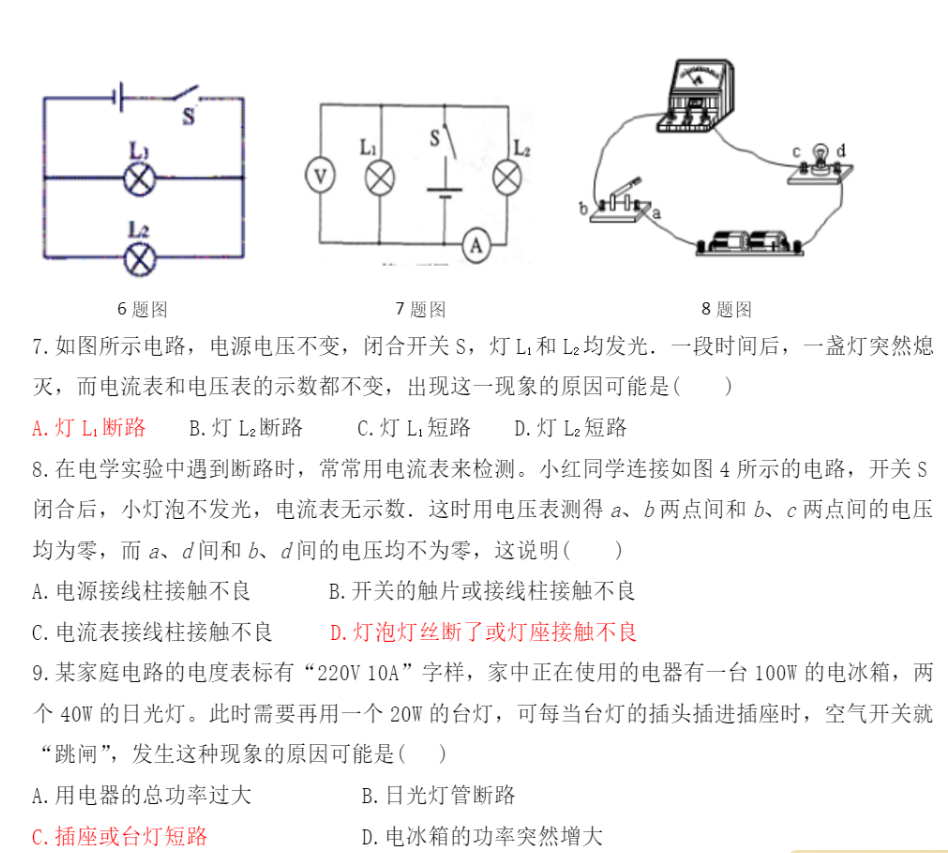 S
L₁
L₂
V
L₁
S
L₂
A
A
c
d
b
a
6 题图
7 题图
8 题图
7.如图所示电路，电源电压不变，闭合开关 S，灯 L₁和 L₂均发光．一段时间后，一盏灯突然熄
灭，而电流表和电压表的示数都不变，出现这一现象的原因可能是(　　)
A.灯 L₁断路　B.灯 L₂断路　C.灯 L₁短路　D.灯 L₂短路
8.在电学实验中遇到断路时，常常用电流表来检测。小红同学连接如图 4 所示的电路，开关 S
闭合后，小灯泡不发光，电流表无示数．这时用电压表测得 a、b 两点间和 b、c 两点间的电压
均为零，而 a、d 间和 b、d 间的电压均不为零，这说明(　　)
A.电源接线柱接触不良　B.开关的触片或接线柱接触不良
C.电流表接线柱接触不良　D.灯泡灯丝断了或灯座接触不良
9.某家庭电路的电度表标有“220V 10A”字样，家中正在使用的电器有一台 100W 的电冰箱，两
个 40W 的日光灯。此时需要再用一个 20W 的台灯，可每当台灯的插头插进插座时，空气开关就
“跳闸”，发生这种现象的原因可能是(　　)
A.用电器的总功率过大　B.日光灯管断路
C.插座或台灯短路　D.电冰箱的功率突然增大